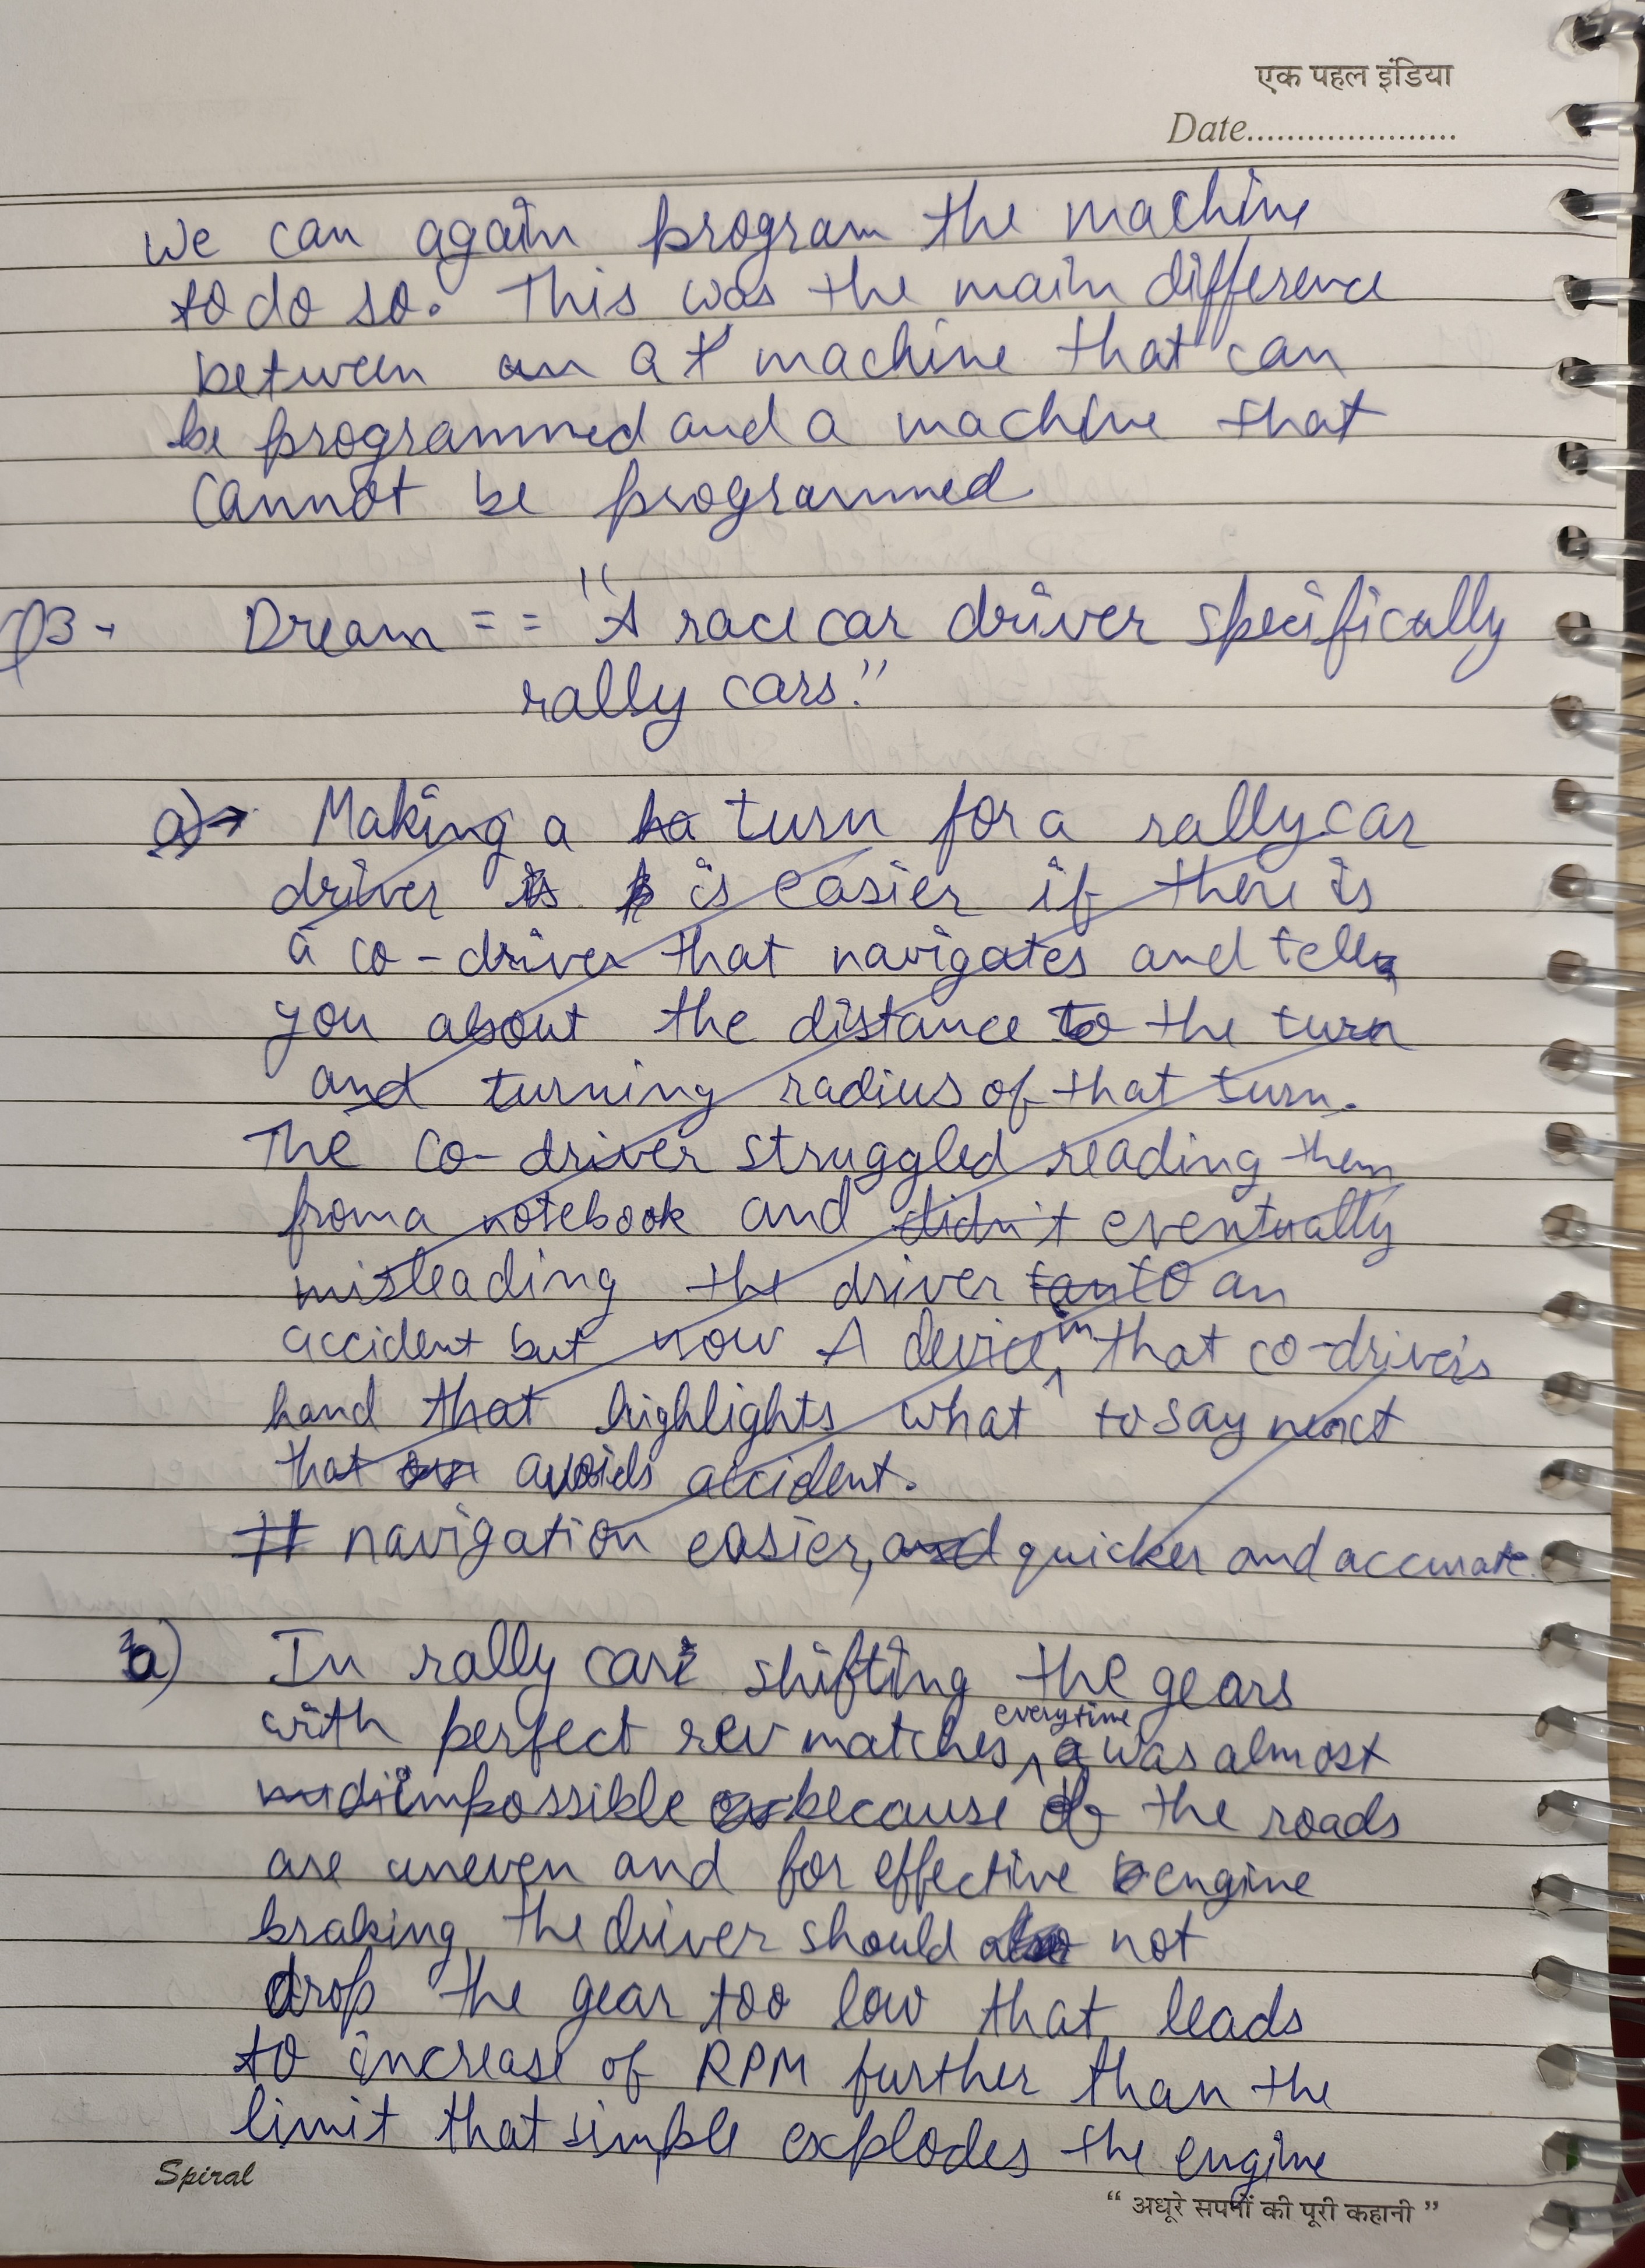 एक पहल इंडिया
Date......................
we can again program the machine
to do so. This was the main difference
between an a machine that can
be programmed and a machine that
cannot be programmed
Q3- Dream == "A race car driver specifically
rally cars."
a)→ Making a ha turn for a rally car
driver is is easier if there is
a co-driver that navigates and tells
you about the distance to the turn
and turning radius of that turn.
The co-driver struggled reading them
from a notebook and didn't eventually
misleading the driver to an
accident but now A device in that co-driver's
hand that highlights what to say next
that avoids accident.
# navigation easier, and quicker and accurate.
a) In rally car shifting the gears
everytime
with perfect rev matches was almost
impossible because of the roads
are uneven and for effective engine
braking the driver should not
drop the gear too low that leads
to increase of RPM further than the
limit that simple explodes the engine
Spiral
“ अधूरे सपनों की पूरी कहानी ”